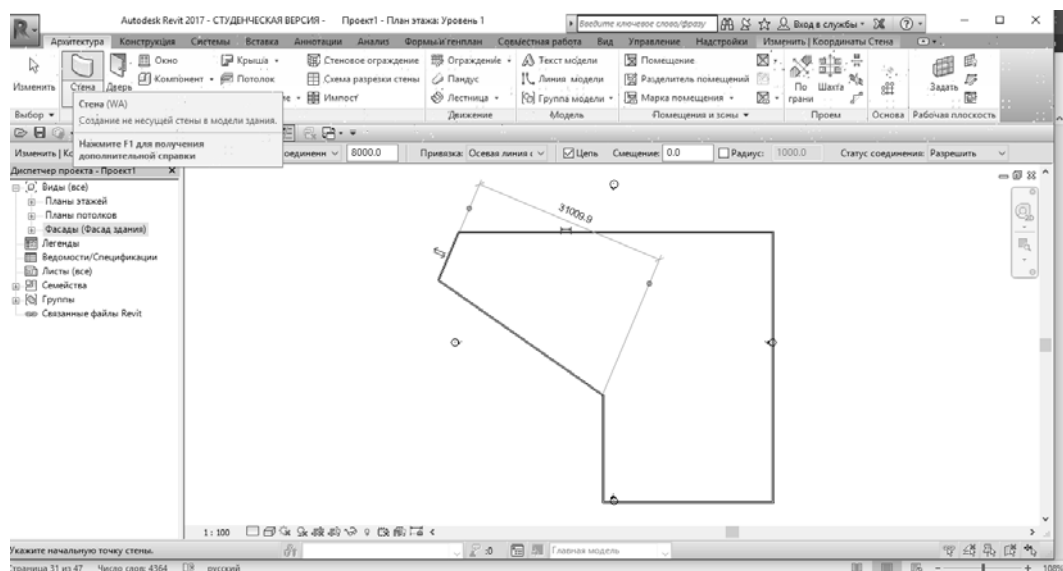 Autodesk Revit 2017 - СТУДЕНЧЕСКАЯ ВЕРСИЯ - Проект1 - План этажа: Уровень 1 Введите ключевое слово/фразу Вход в службы
Архитектура Конструкция Системы Вставка Аннотации Анализ Формы и генплан Совместная работа Вид Управление Надстройки Изменить | Координаты Стена
Окно Крыша Стеновое ограждение Ограждение Текст модели Помещение
Изменить Стена Дверь Компонент Потолок Схема разрезки стены Пандус Линия модели Разделитель помещений По грани Шахта Задать
Импост Лестница Группа модели Марка помещения
Выбор Движение Модель Помещения и зоны Проем Основа Рабочая плоскость
Стена (WA)
Создание не несущей стены в модели здания.
Нажмите F1 для получения
дополнительной справки
Изменить | Ко оединенн 8000.0 Привязка: Осевая линия с Цепь Смещение: 0.0 Радиус: 1000.0 Статус соединения: Разрешить
Диспетчер проекта - Проект1
Виды (все)
Планы этажей
Планы потолков
Фасады (Фасад здания)
Легенды
Ведомости/Спецификации
Листы (все)
Семейства
Группы
Связанные файлы Revit
31009.9
1 : 100
Укажите начальную точку стены. :0 Главная модель
Страница 31 из 47 Число слов: 4364 русский 100%